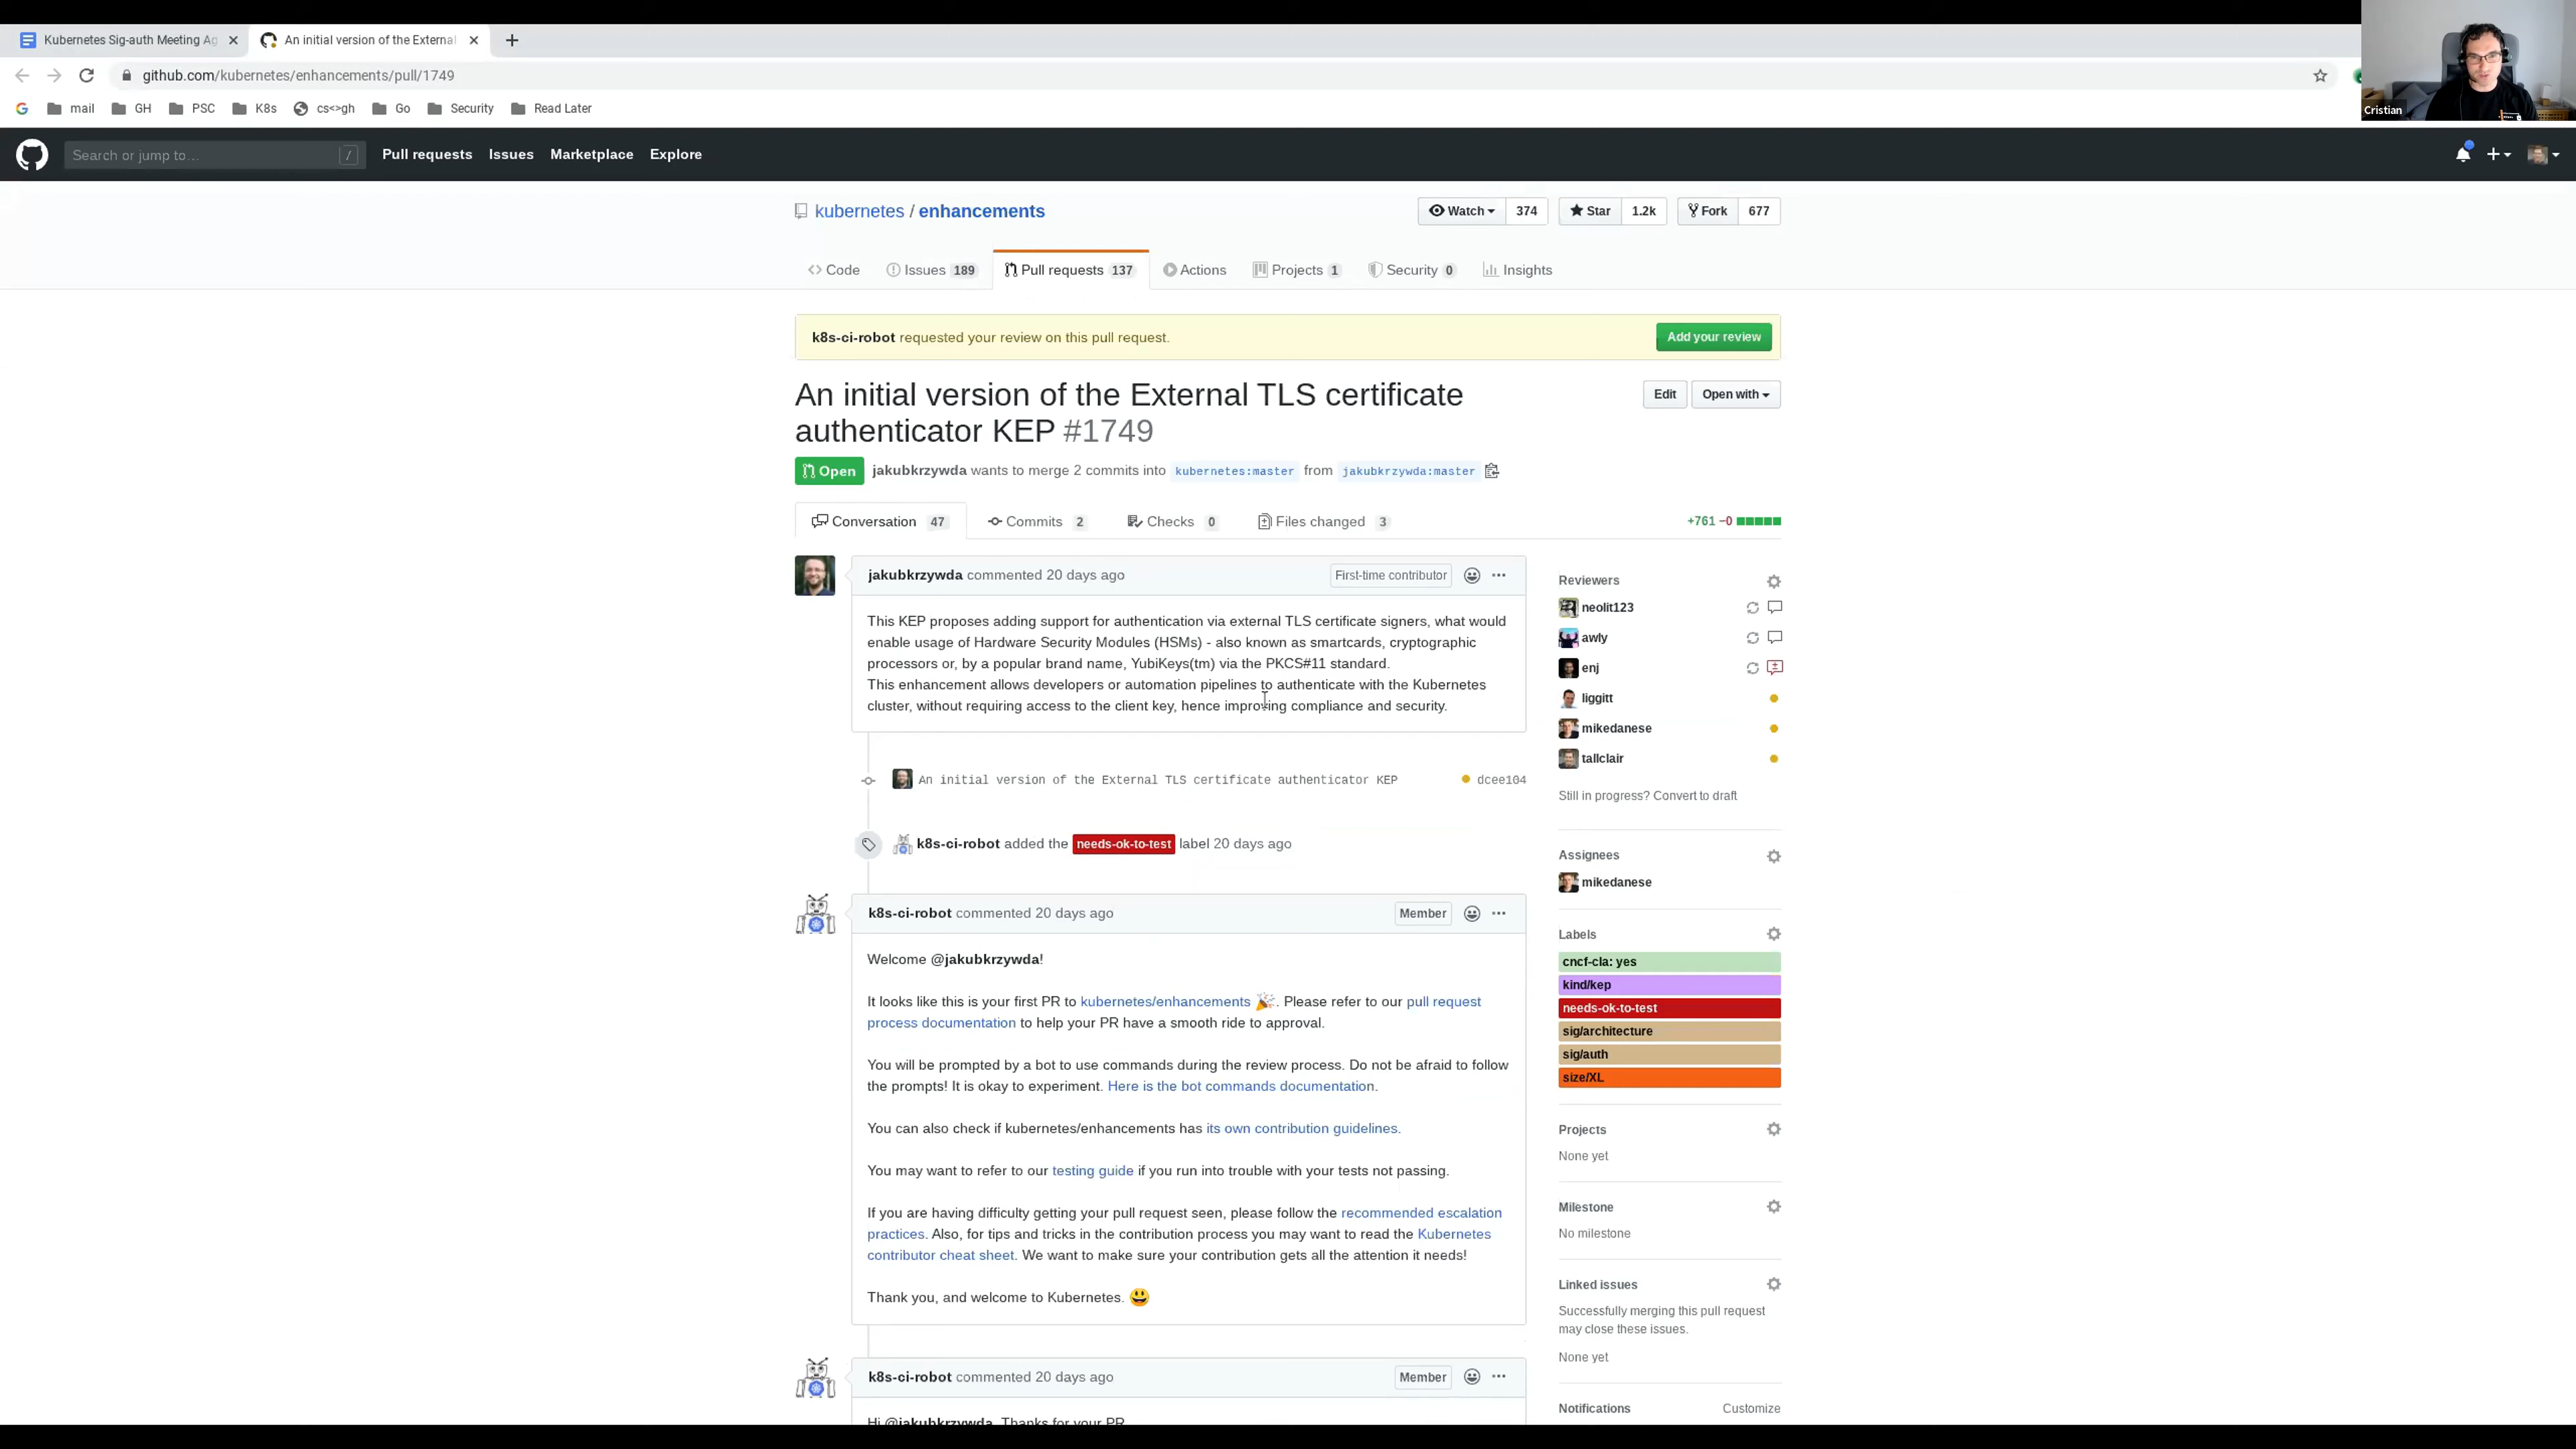 Kubernetes Sig-auth Meeting Ag
An initial version of the External
github.com/kubernetes/enhancements/pull/1749
mail GH PSC K8s cs<>gh Go Security Read Later
Cristian
Search or jump to… /
Pull requests Issues Marketplace Explore
kubernetes / enhancements
Watch 374 Star 1.2k Fork 677
Code Issues 189 Pull requests 137 Actions Projects 1 Security 0 Insights
k8s-ci-robot requested your review on this pull request.
Add your review
An initial version of the External TLS certificate
authenticator KEP #1749
Edit Open with
Open jakubkrzywda wants to merge 2 commits into kubernetes:master from jakubkrzywda:master
Conversation 47 Commits 2 Checks 0 Files changed 3 +761 −0
jakubkrzywda commented 20 days ago First-time contributor
This KEP proposes adding support for authentication via external TLS certificate signers, what would
enable usage of Hardware Security Modules (HSMs) - also known as smartcards, cryptographic
processors or, by a popular brand name, YubiKeys(tm) via the PKCS#11 standard.
This enhancement allows developers or automation pipelines to authenticate with the Kubernetes
cluster, without requiring access to the client key, hence improving compliance and security.
An initial version of the External TLS certificate authenticator KEP dcee104
k8s-ci-robot added the needs-ok-to-test label 20 days ago
k8s-ci-robot commented 20 days ago Member
Welcome @jakubkrzywda!
It looks like this is your first PR to kubernetes/enhancements 🎉. Please refer to our pull request
process documentation to help your PR have a smooth ride to approval.
You will be prompted by a bot to use commands during the review process. Do not be afraid to follow
the prompts! It is okay to experiment. Here is the bot commands documentation.
You can also check if kubernetes/enhancements has its own contribution guidelines.
You may want to refer to our testing guide if you run into trouble with your tests not passing.
If you are having difficulty getting your pull request seen, please follow the recommended escalation
practices. Also, for tips and tricks in the contribution process you may want to read the Kubernetes
contributor cheat sheet. We want to make sure your contribution gets all the attention it needs!
Thank you, and welcome to Kubernetes. 😃
k8s-ci-robot commented 20 days ago Member
Hi @jakubkrzywda. Thanks for your PR.
Reviewers
neolit123
awly
enj
liggitt
mikedanese
tallclair
Still in progress? Convert to draft
Assignees
mikedanese
Labels
cncf-cla: yes
kind/kep
needs-ok-to-test
sig/architecture
sig/auth
size/XL
Projects
None yet
Milestone
No milestone
Linked issues
Successfully merging this pull request
may close these issues.
None yet
Notifications Customize